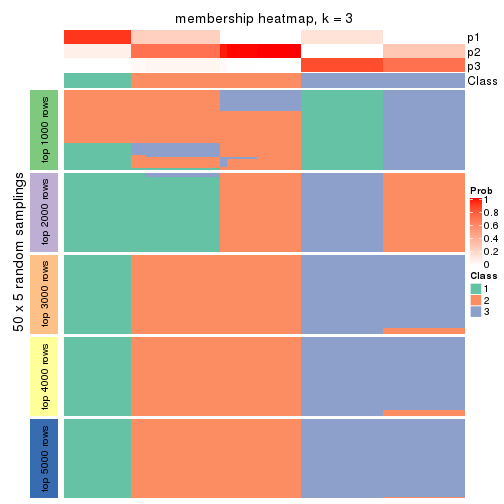 membership heatmap, k = 3
p1
p2
p3
Class
50 x 5 random samplings
top 1000 rows
top 2000 rows
top 3000 rows
top 4000 rows
top 5000 rows
Prob
1
0.8
0.6
0.4
0.2
0
Class
1
2
3